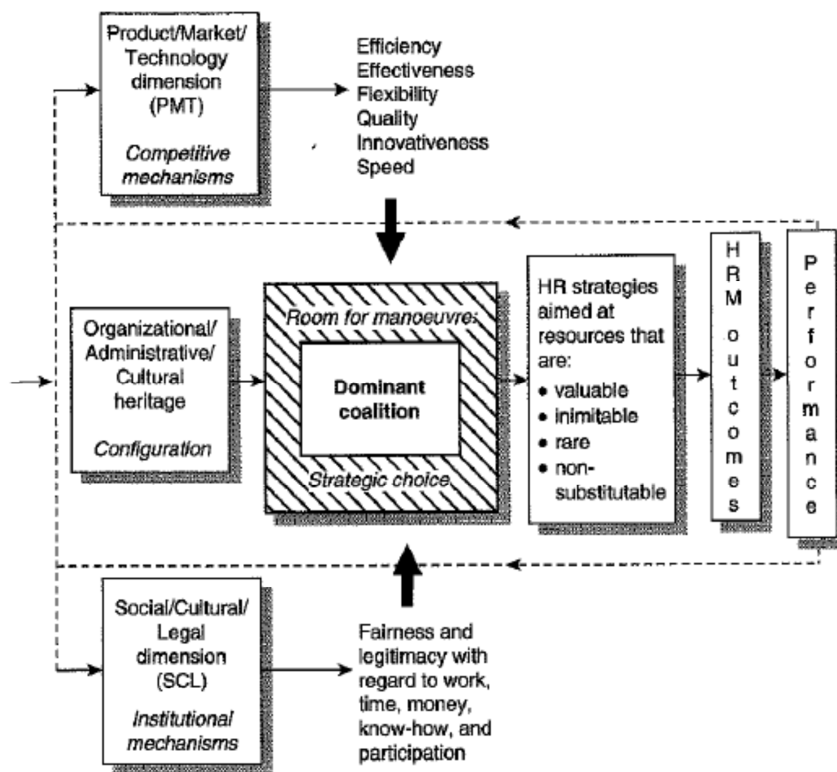 Product/Market/
Technology
dimension
(PMT)
Competitive
mechanisms
Efficiency
Effectiveness
Flexibility
Quality
Innovativeness
Speed
Organizational/
Administrative/
Cultural
heritage
Configuration
Room for manoeuvre:
Dominant
coalition
Strategic choice
HR strategies
aimed at
resources that
are:
• valuable
• inimitable
• rare
• non-
substitutable
HRM outcomes
Performance
Social/Cultural/
Legal
dimension
(SCL)
Institutional
mechanisms
Fairness and
legitimacy with
regard to work,
time, money,
know-how, and
participation